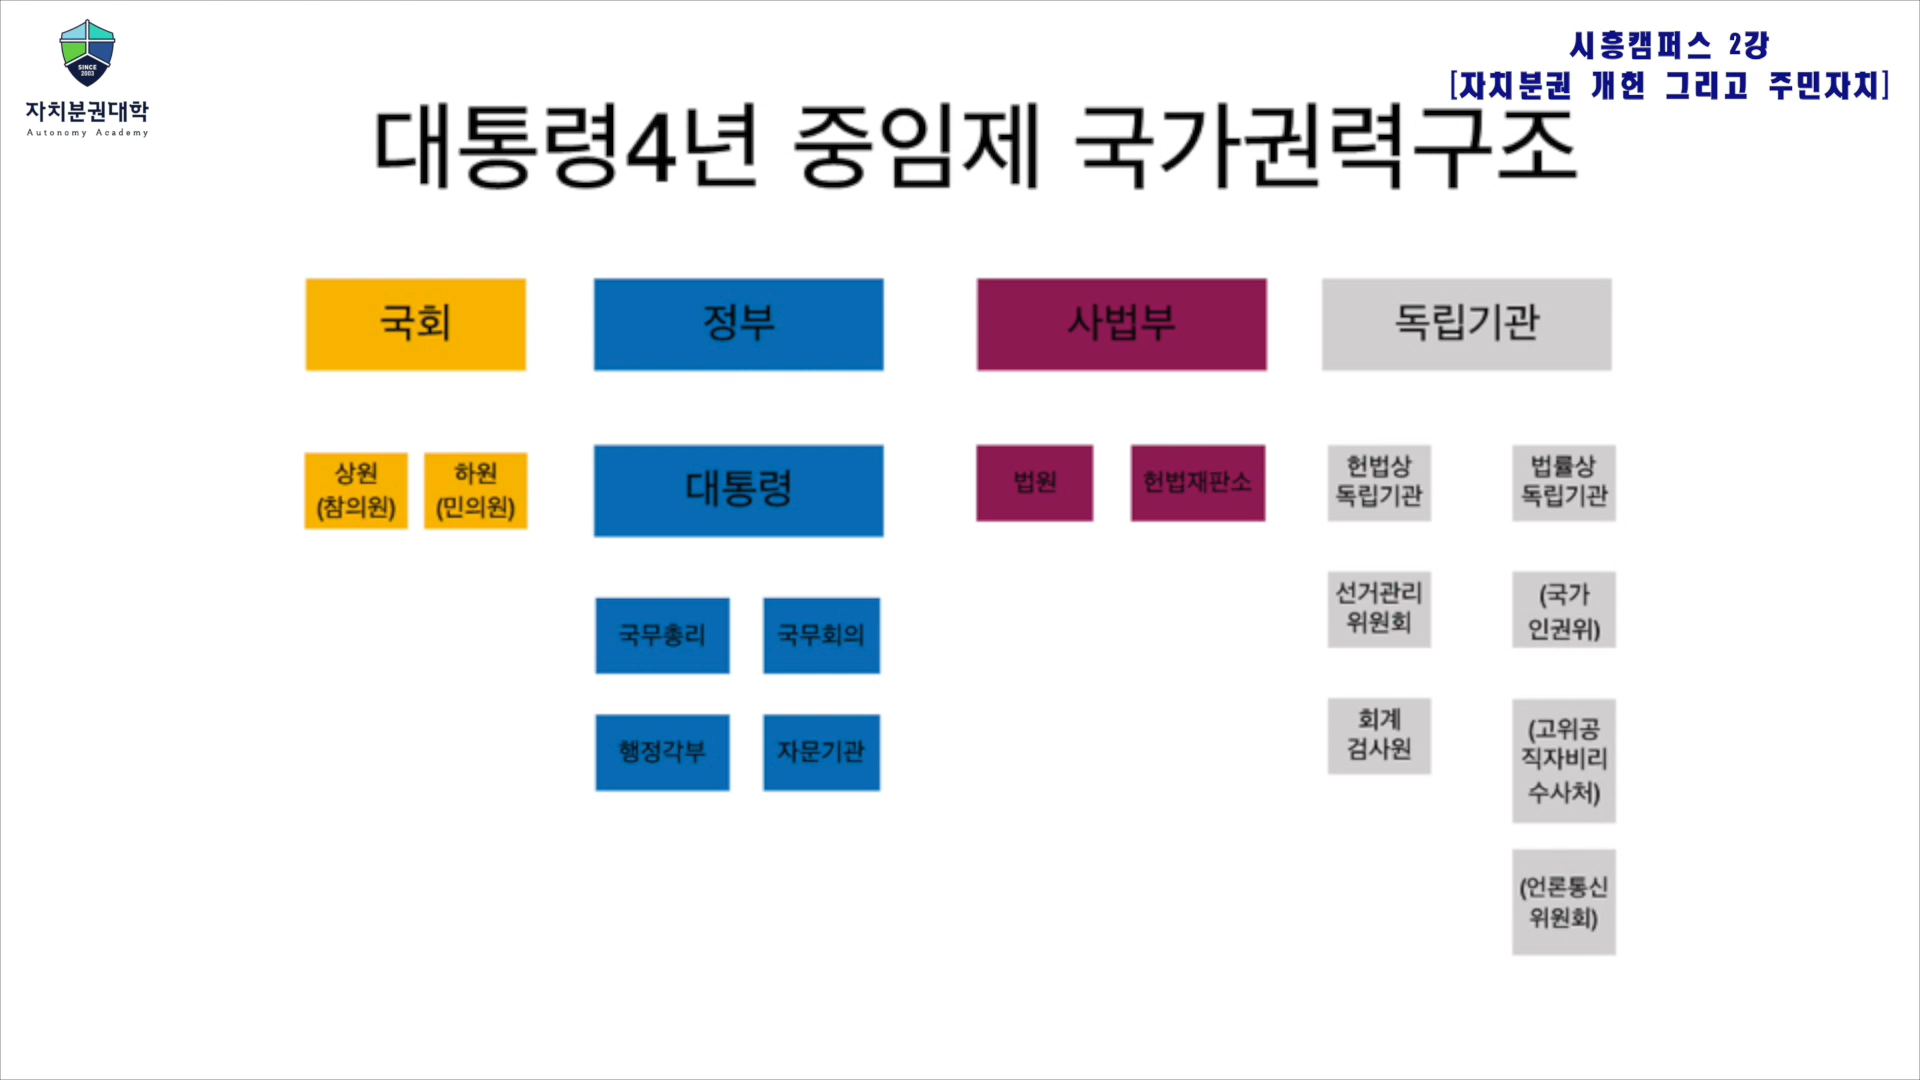 SINCE
2003
자치분권대학
Autonomy Academy
시흥캠퍼스 2강
[자치분권 개헌 그리고 주민자치]
대통령4년 중임제 국가권력구조
국회
정부
사법부
독립기관
상원
(참의원)
하원
(민의원)
대통령
법원
헌법재판소
헌법상
독립기관
법률상
독립기관
국무총리
국무회의
선거관리
위원회
(국가
인권위)
행정각부
자문기관
회계
검사원
(고위공
직자비리
수사처)
(언론통신
위원회)